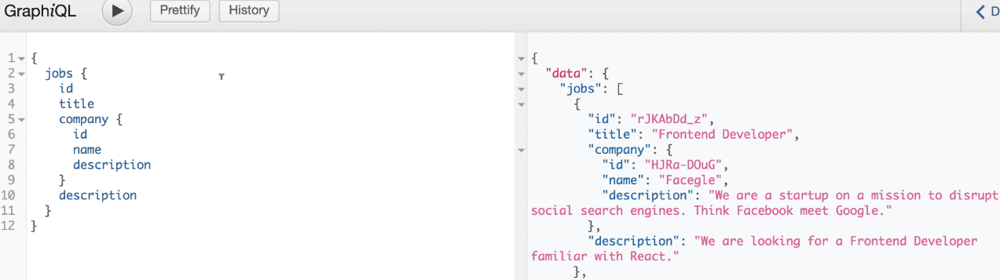 GraphiQL Prettify History D
1 {
2 jobs {
3 id
4 title
5 company {
6 id
7 name
8 description
9 }
10 description
11 }
12 }
{
"data": {
"jobs": [
{
"id": "rJKAbDd_z",
"title": "Frontend Developer",
"company": {
"id": "HJRa-DOuG",
"name": "Facegle",
"description": "We are a startup on a mission to disrupt
social search engines. Think Facebook meet Google."
},
"description": "We are looking for a Frontend Developer
familiar with React."
},